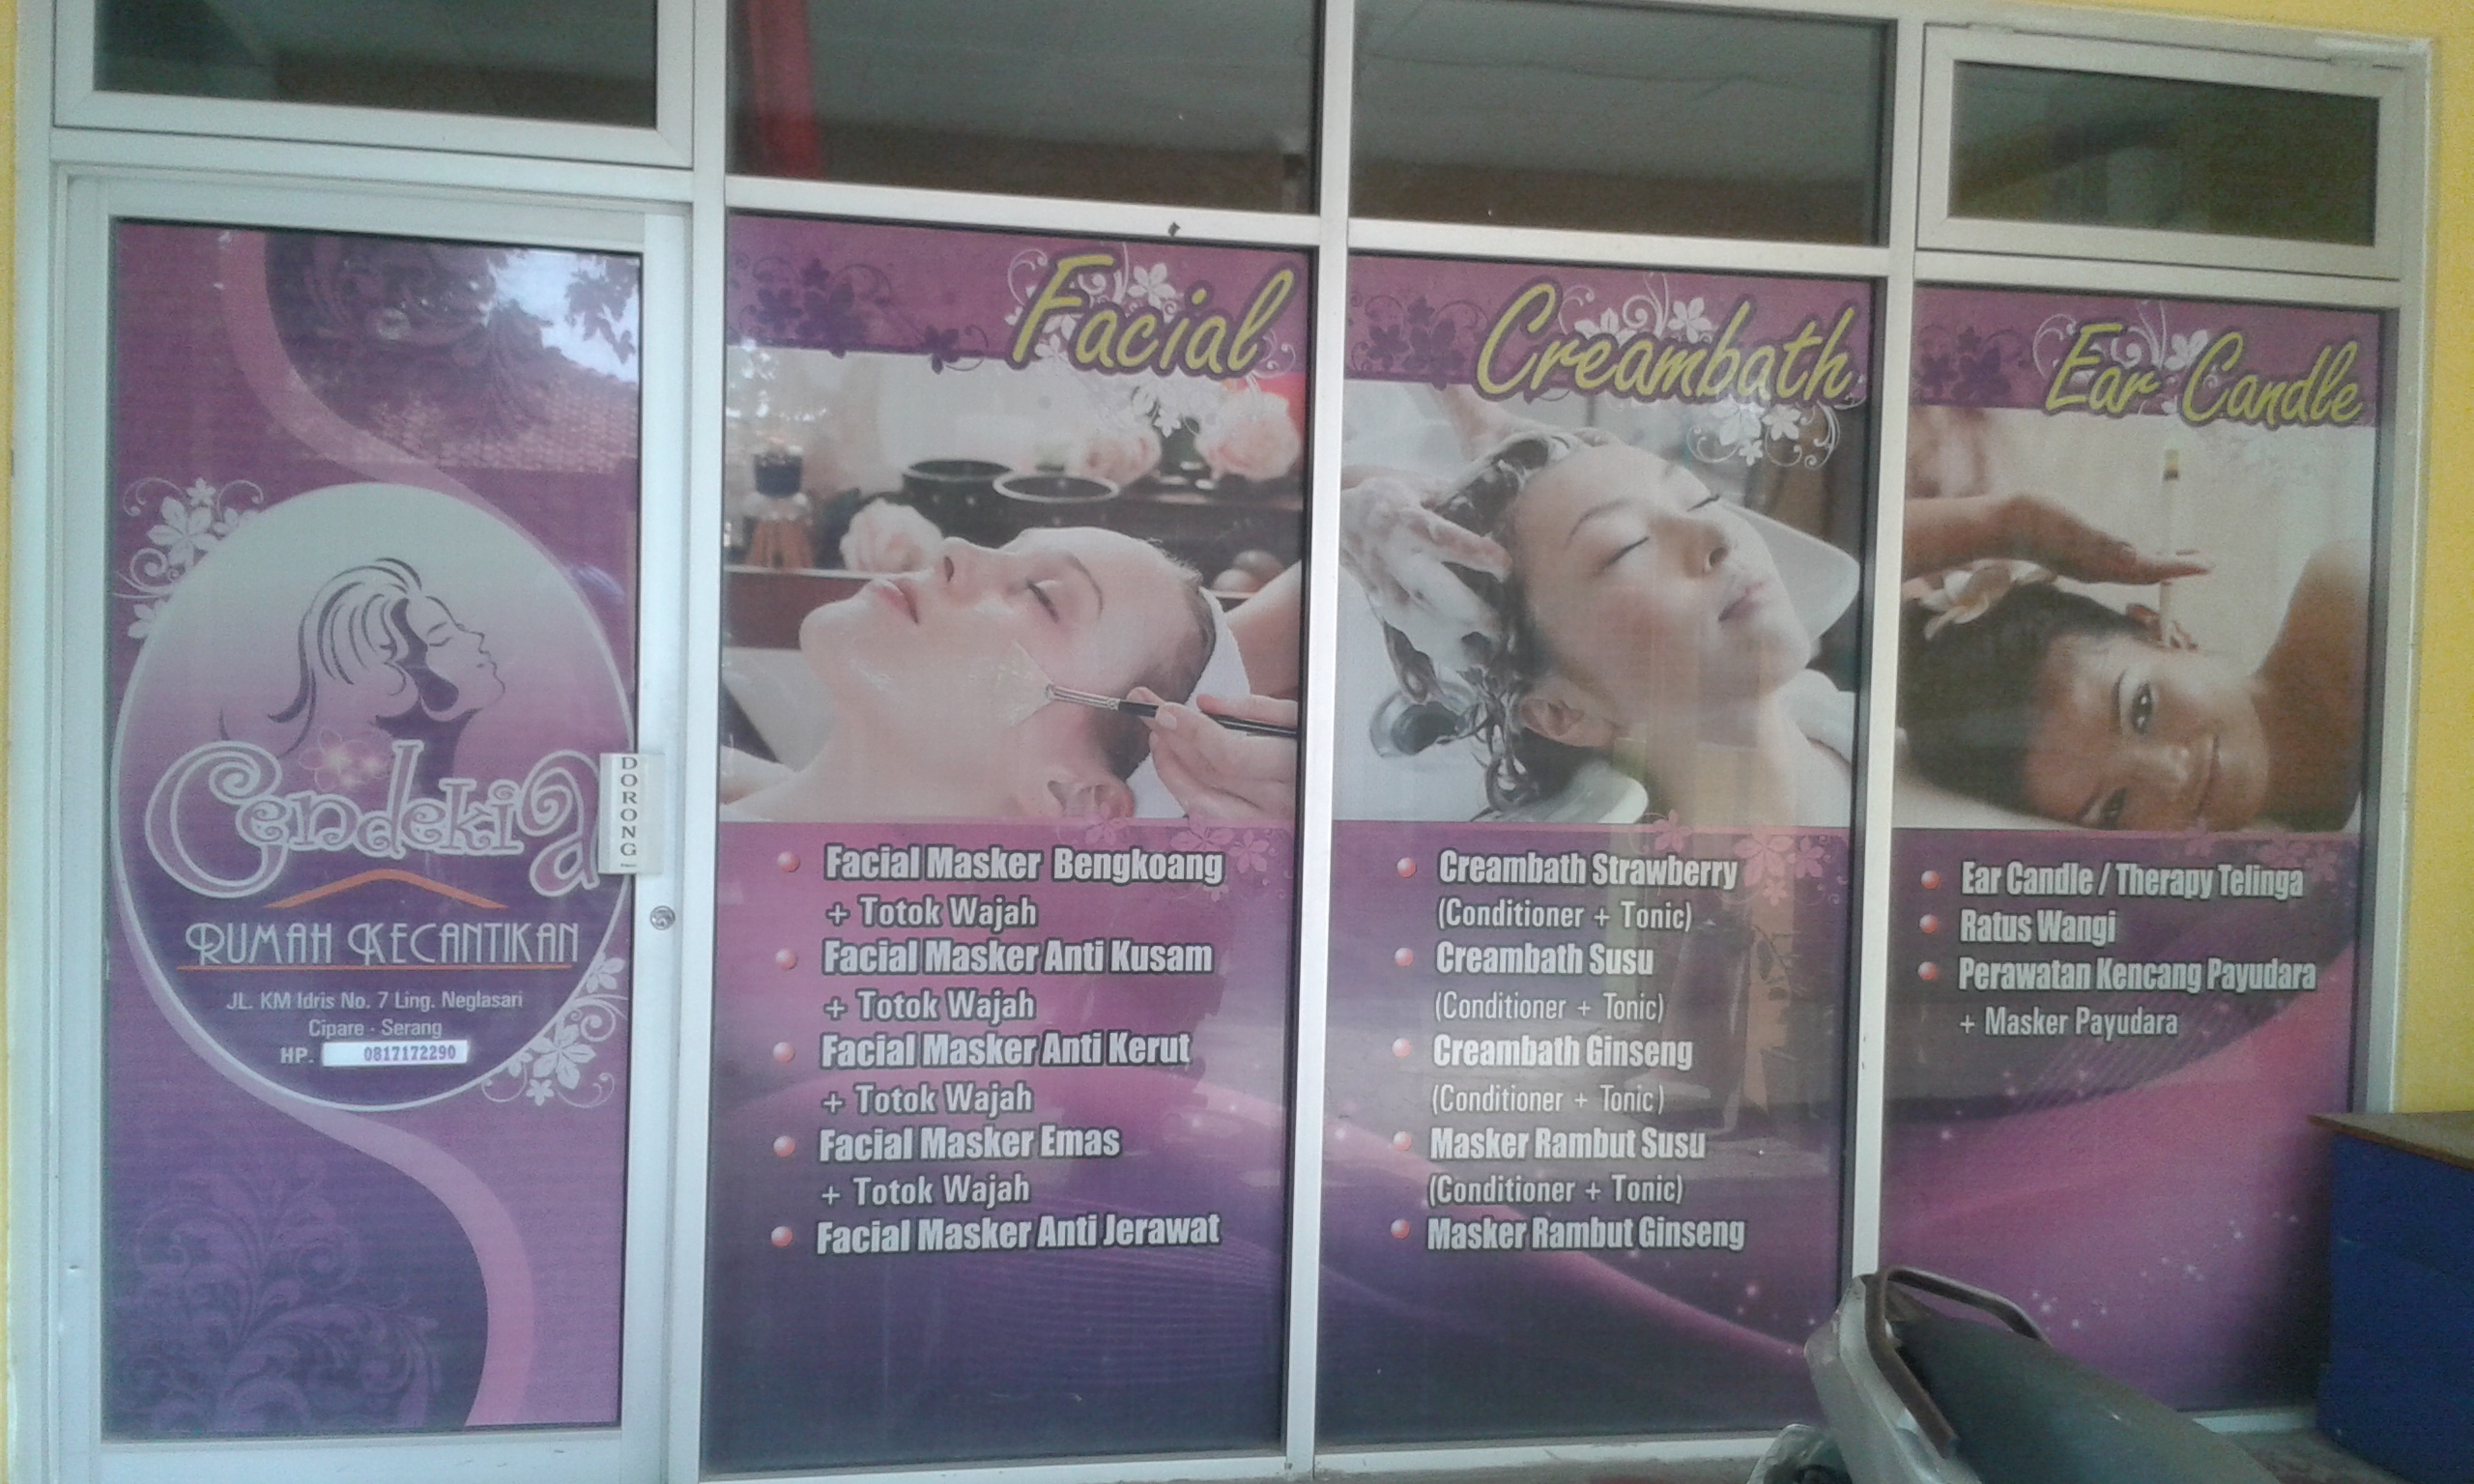 Cendekia
RUMAH KECANTIKAN
JL. KM Idris No. 7 Ling. Neglasari
Cipare - Serang
HP. 0817172290
DORONG
Facial
Facial Masker Bengkoang
+ Totok Wajah
Facial Masker Anti Kusam
+ Totok Wajah
Facial Masker Anti Kerut
+ Totok Wajah
Facial Masker Emas
+ Totok Wajah
Facial Masker Anti Jerawat
Creambath
Creambath Strawberry
(Conditioner + Tonic)
Creambath Susu
(Conditioner + Tonic)
Creambath Ginseng
(Conditioner + Tonic)
Masker Rambut Susu
(Conditioner + Tonic)
Masker Rambut Ginseng
Ear Candle
Ear Candle / Therapy Telinga
Ratus Wangi
Perawatan Kencang Payudara
+ Masker Payudara